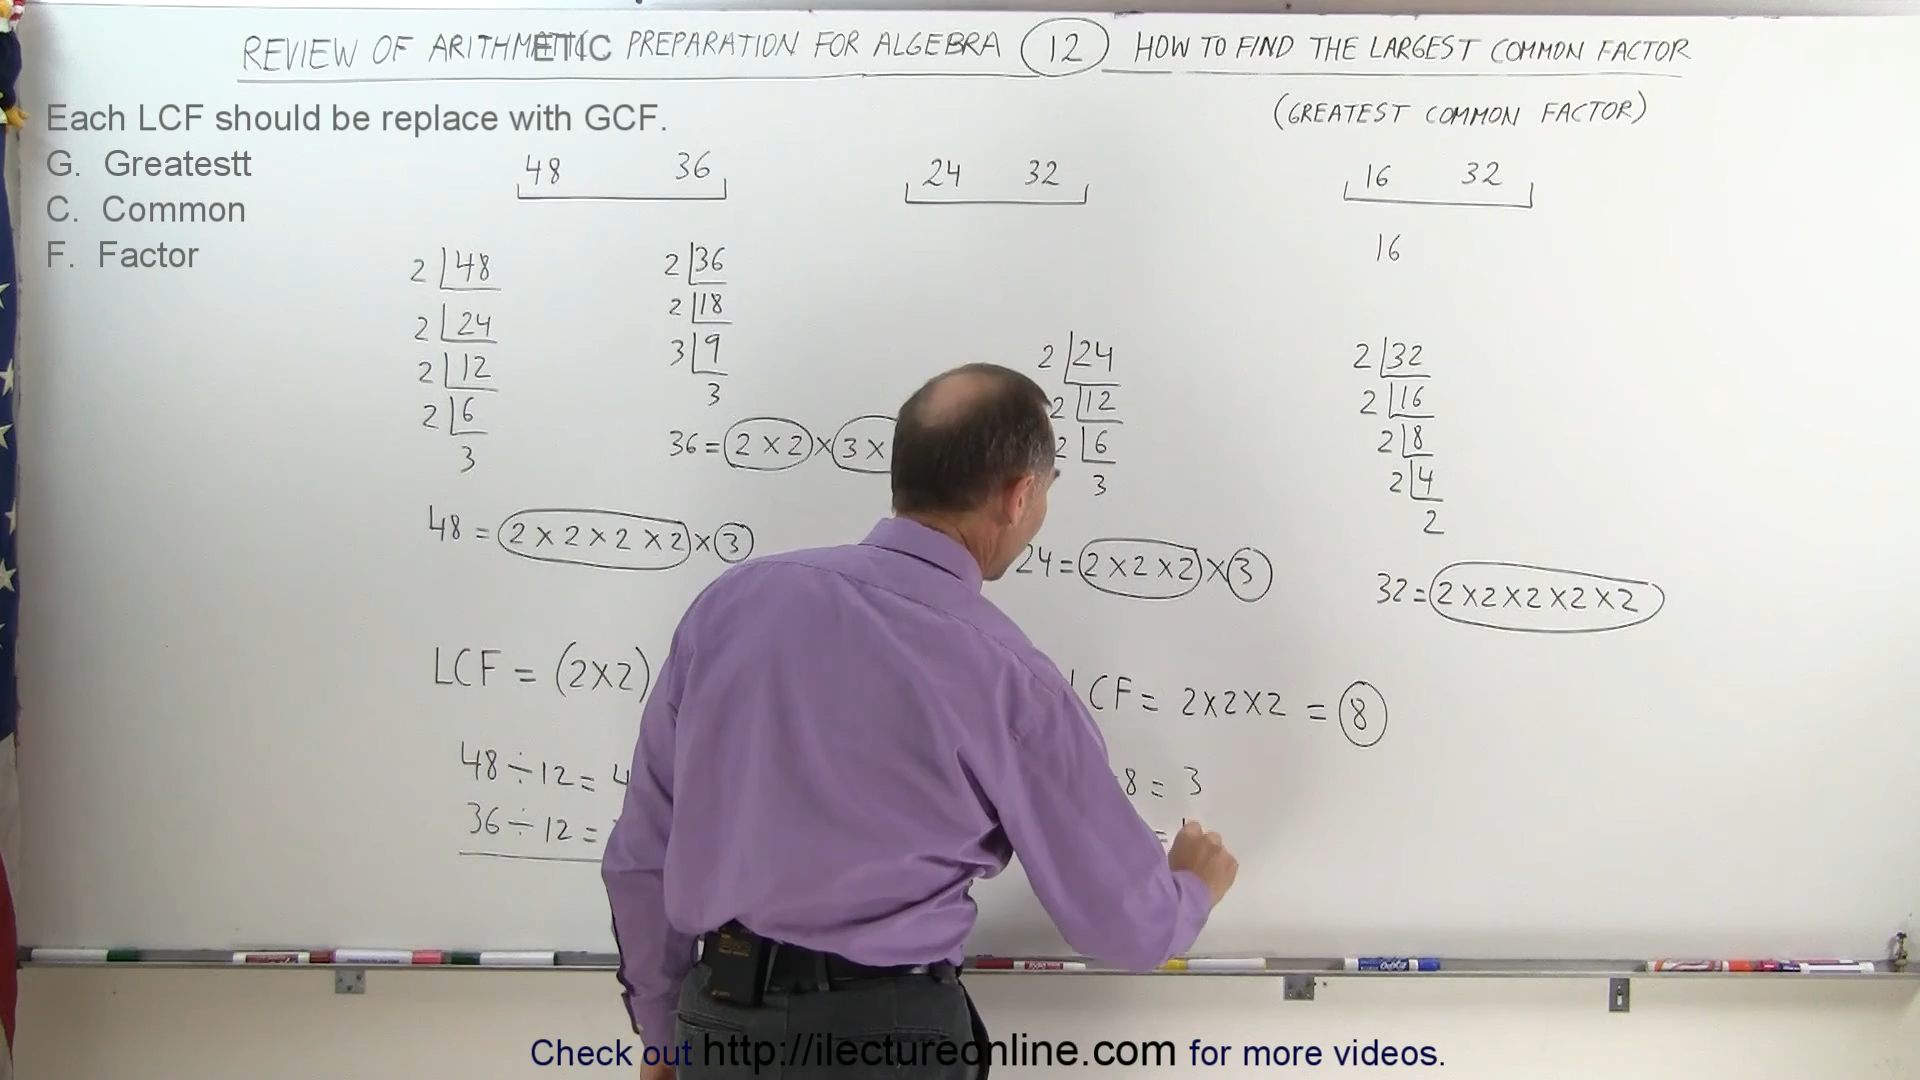 REVIEW OF ARITHMETIC PREPARATION FOR ALGEBRA 12 HOW TO FIND THE LARGEST COMMON FACTOR
(GREATEST COMMON FACTOR)
Each LCF should be replace with GCF.
G. Greatestt
C. Common
F. Factor
48 36
2 48
2 24
2 12
2 6
3
2 36
2 18
3 9
3
36 = 2 × 2 × 3 ×
48 = 2 × 2 × 2 × 2 × 3
LCF = (2×2)
48 ÷ 12 = 4
36 ÷ 12 =
24 32
2 24
2 12
2 6
3
24 = 2 × 2 × 2 × 3
CF = 2×2×2 = 8
8 = 3
=
16 32
16
2 32
2 16
2 8
2 4
2
32 = 2 × 2 × 2 × 2 × 2
Check out http://ilectureonline.com for more videos.